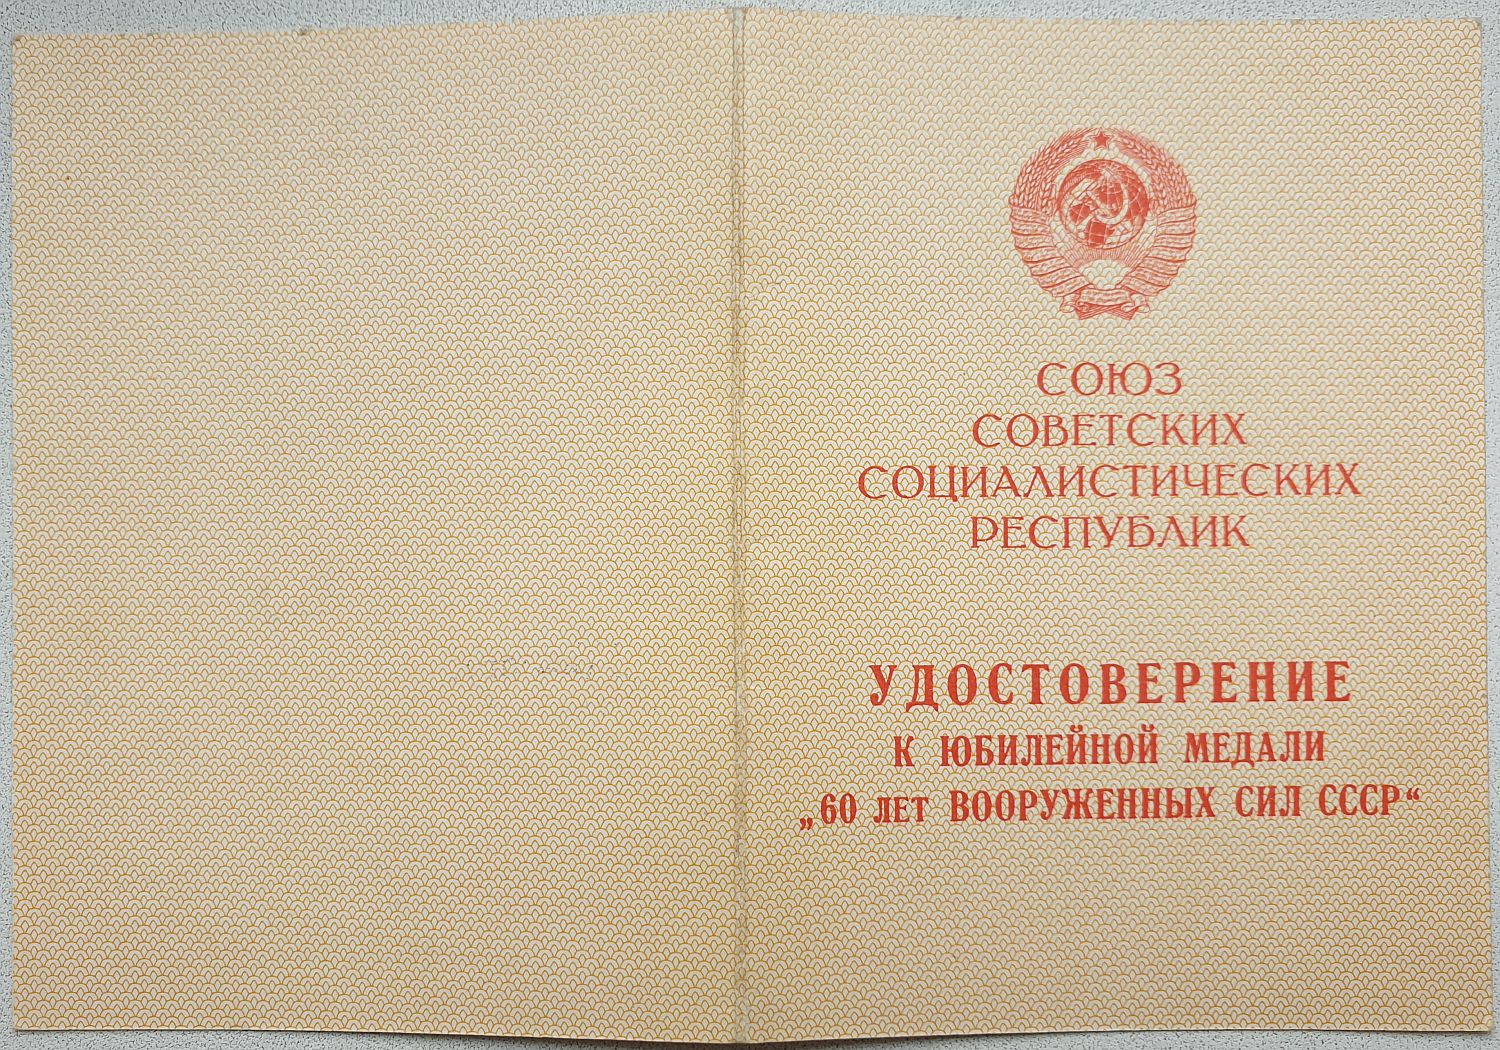 СОЮЗ
СОВЕТСКИХ
СОЦИАЛИСТИЧЕСКИХ
РЕСПУБЛИК
УДОСТОВЕРЕНИЕ
К ЮБИЛЕЙНОЙ МЕДАЛИ
„60 ЛЕТ ВООРУЖЕННЫХ СИЛ СССР“